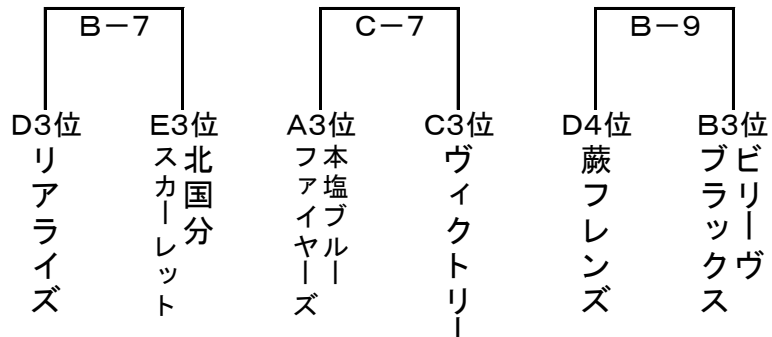 B－7
C－7
B－9
D3位
E3位
A3位
C3位
D4位
B3位
リアライズ
北国分
スカーレット
本塩ブルー
ファイヤーズ
ヴィクトリー
蕨フレンズ
ビリーヴ
ブラックス